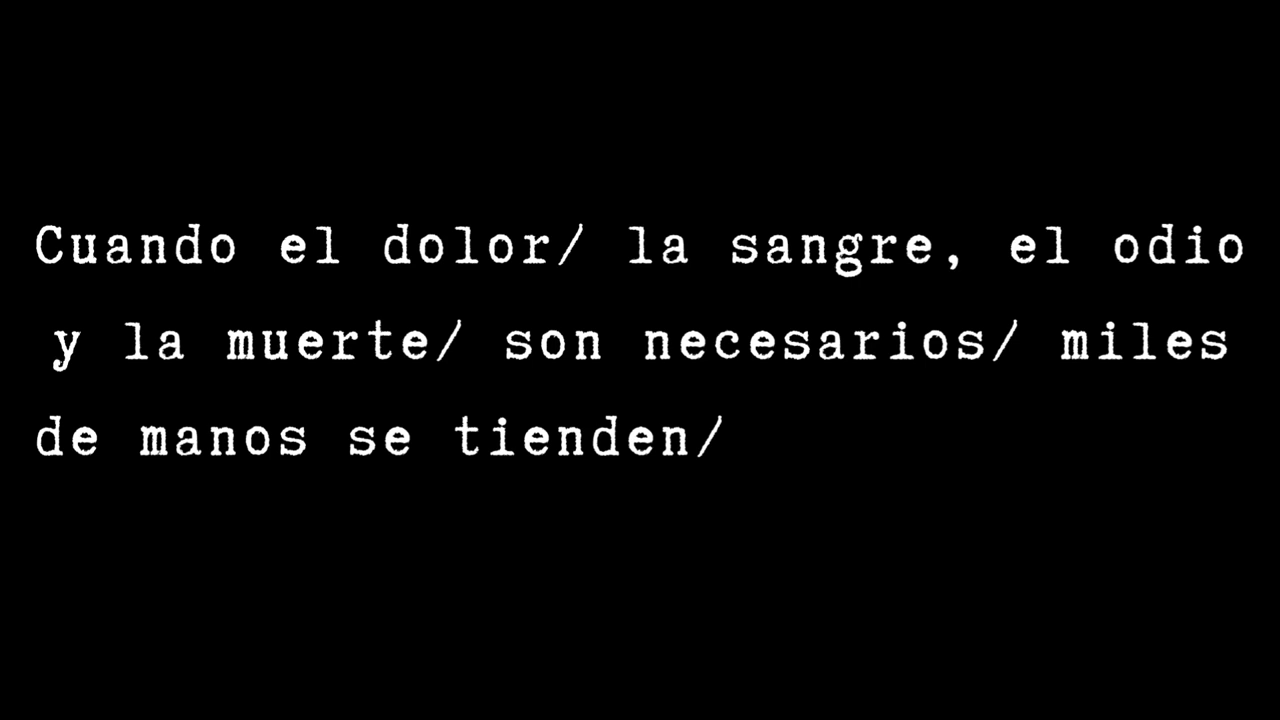 Cuando el dolor/ la sangre, el odio
y la muerte/ son necesarios/ miles
de manos se tienden/